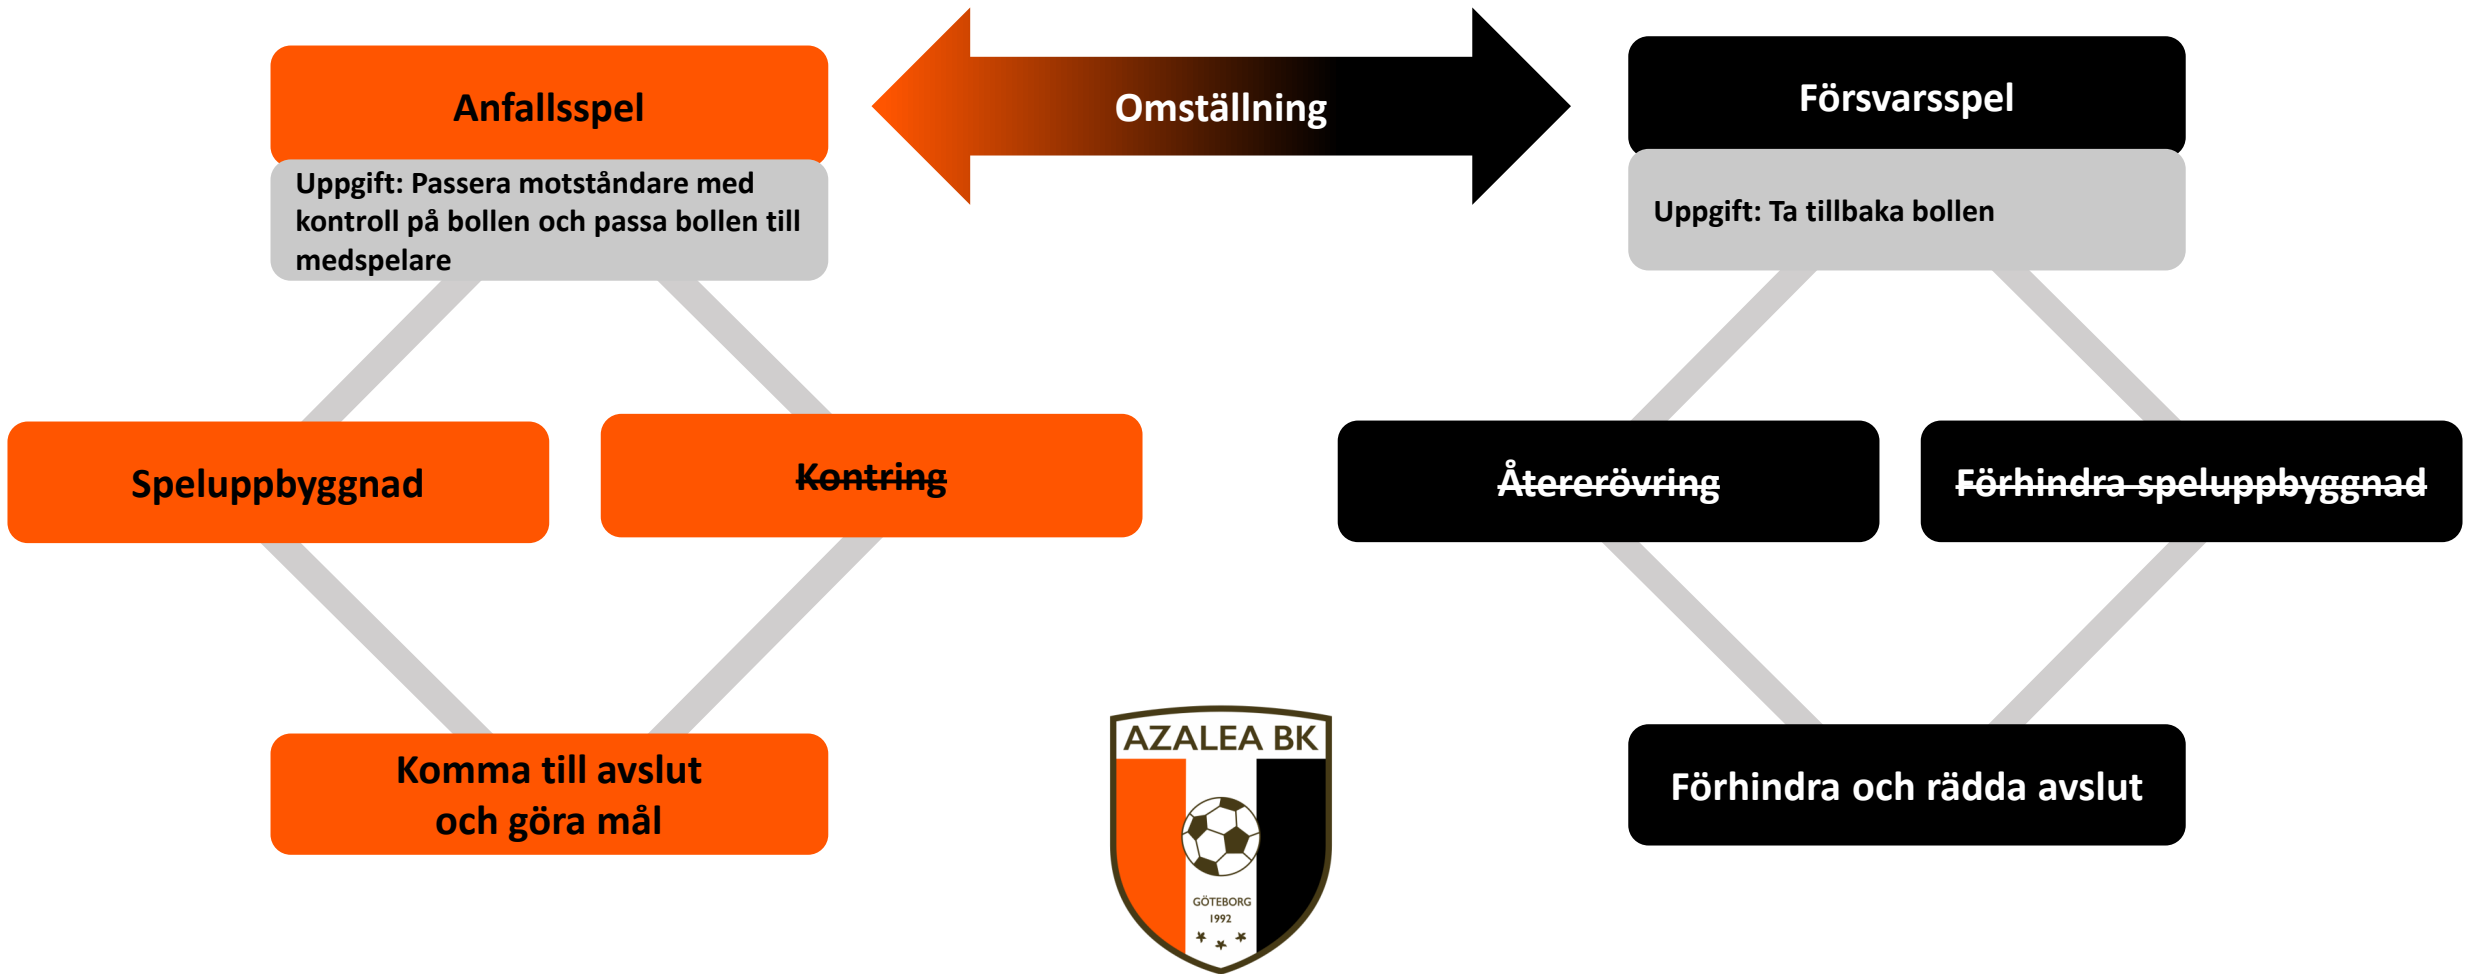 Anfallsspel
Uppgift: Passera motståndare med
kontroll på bollen och passa bollen till
medspelare
Omställning
Försvarsspel
Uppgift: Ta tillbaka bollen
Speluppbyggnad
Kontring
Återerövring
Förhindra speluppbyggnad
Komma till avslut
och göra mål
AZALEA BK
GÖTEBORG
1992
Förhindra och rädda avslut